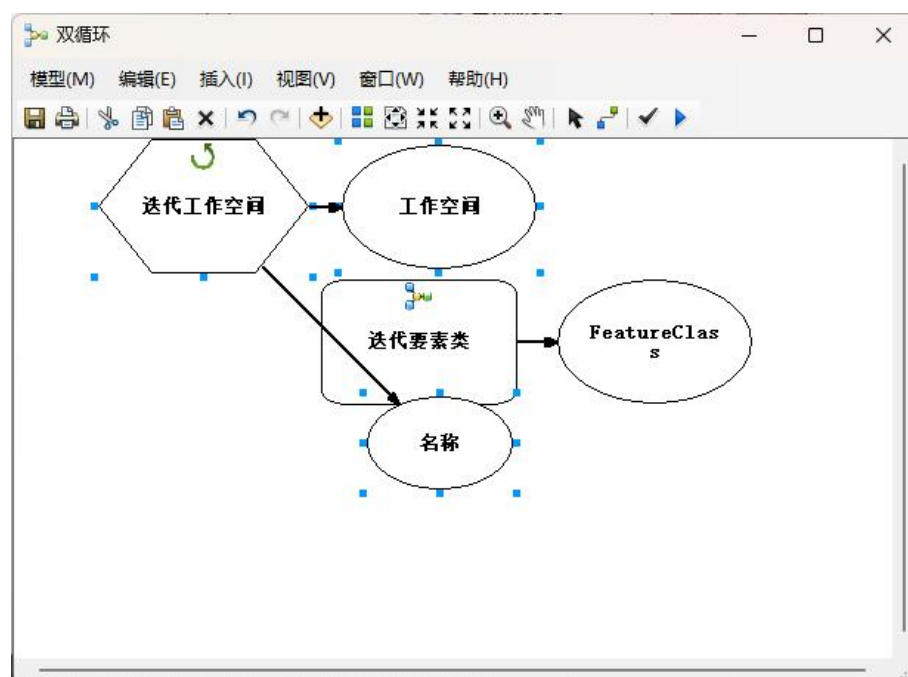 双循环
模型(M) 编辑(E) 插入(I) 视图(V) 窗口(W) 帮助(H)
迭代工作空间
工作空间
迭代要素类
FeatureClas
s
名称